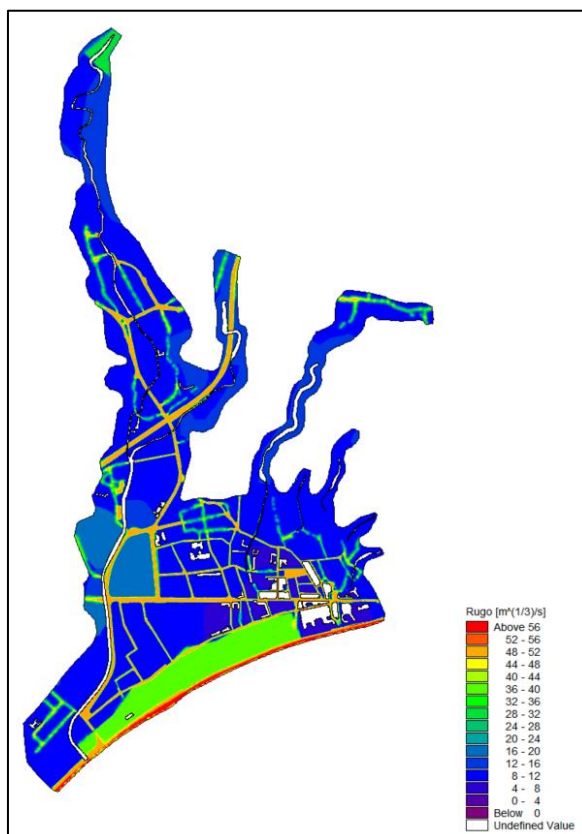 Rugo [m^(1/3)/s]
Above 56
52 - 56
48 - 52
44 - 48
40 - 44
36 - 40
32 - 36
28 - 32
24 - 28
20 - 24
16 - 20
12 - 16
8 - 12
4 - 8
0 - 4
Below 0
Undefined Value